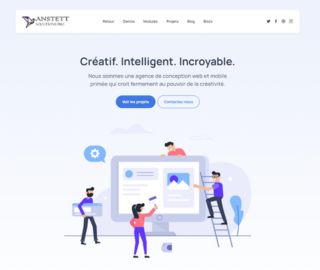 ANSTETT
Retour Demos Modules Projets Blog Blocs
Créatif. Intelligent. Incroyable.
Nous sommes une agence de conception web et mobile
primée qui croit fermement au pouvoir de la créativité.
Voir les projets Contactez-nous